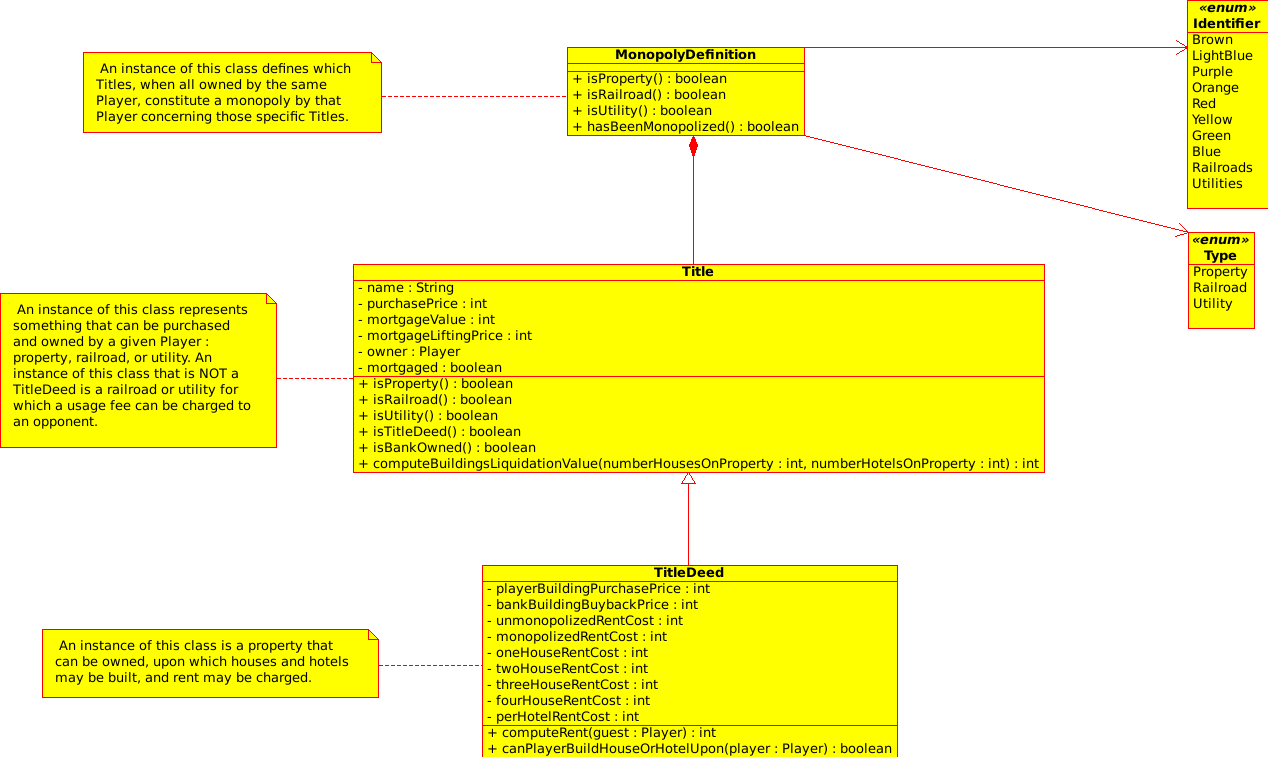 «enum»
Identifier
Brown
LightBlue
Purple
Orange
Red
Yellow
Green
Blue
Railroads
Utilities
MonopolyDefinition
+ isProperty() : boolean
+ isRailroad() : boolean
+ isUtility() : boolean
+ hasBeenMonopolized() : boolean
An instance of this class defines which
Titles, when all owned by the same
Player, constitute a monopoly by that
Player concerning those specific Titles.
«enum»
Type
Property
Railroad
Utility
Title
- name : String
- purchasePrice : int
- mortgageValue : int
- mortgageLiftingPrice : int
- owner : Player
- mortgaged : boolean
+ isProperty() : boolean
+ isRailroad() : boolean
+ isUtility() : boolean
+ isTitleDeed() : boolean
+ isBankOwned() : boolean
+ computeBuildingsLiquidationValue(numberHousesOnProperty : int, numberHotelsOnProperty : int) : int
An instance of this class represents
something that can be purchased
and owned by a given Player :
property, railroad, or utility. An
instance of this class that is NOT a
TitleDeed is a railroad or utility for
which a usage fee can be charged to
an opponent.
TitleDeed
- playerBuildingPurchasePrice : int
- bankBuildingBuybackPrice : int
- unmonopolizedRentCost : int
- monopolizedRentCost : int
- oneHouseRentCost : int
- twoHouseRentCost : int
- threeHouseRentCost : int
- fourHouseRentCost : int
- perHotelRentCost : int
+ computeRent(guest : Player) : int
+ canPlayerBuildHouseOrHotelUpon(player : Player) : boolean
An instance of this class is a property that
can be owned, upon which houses and hotels
may be built, and rent may be charged.